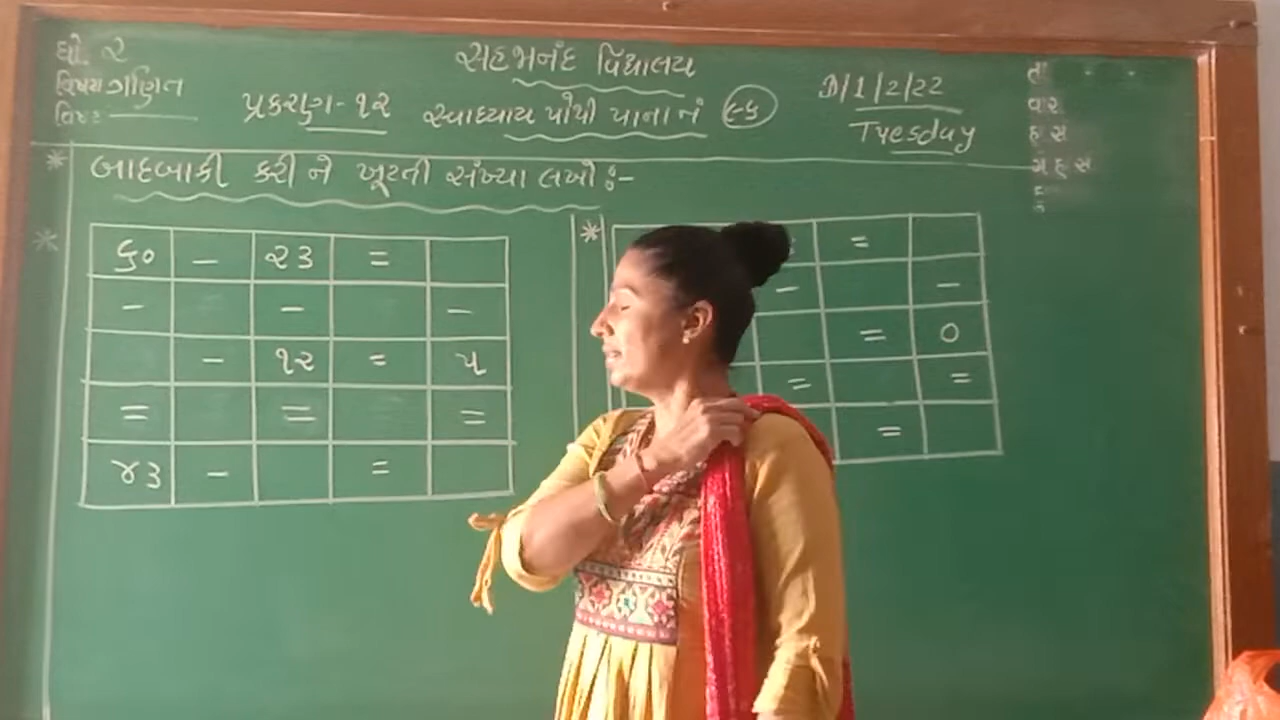 ધો. ૨
વિષય ગણિત
સહજાનંદ વિદ્યાલય
પ્રકરણ-૧૨ સ્વાધ્યાય પોથી પાના નં ૯૬
1/2/22
Tuesday
તા
વાર
હાસ
* બાદબાકી કરી ને ખૂટતી સંખ્યા લખો :-
* ૬૦ - ૨૩ =
- - -
- ૧૨ = ૫
= = =
૪૩ - =
* =
- -
= ૦
= =
=